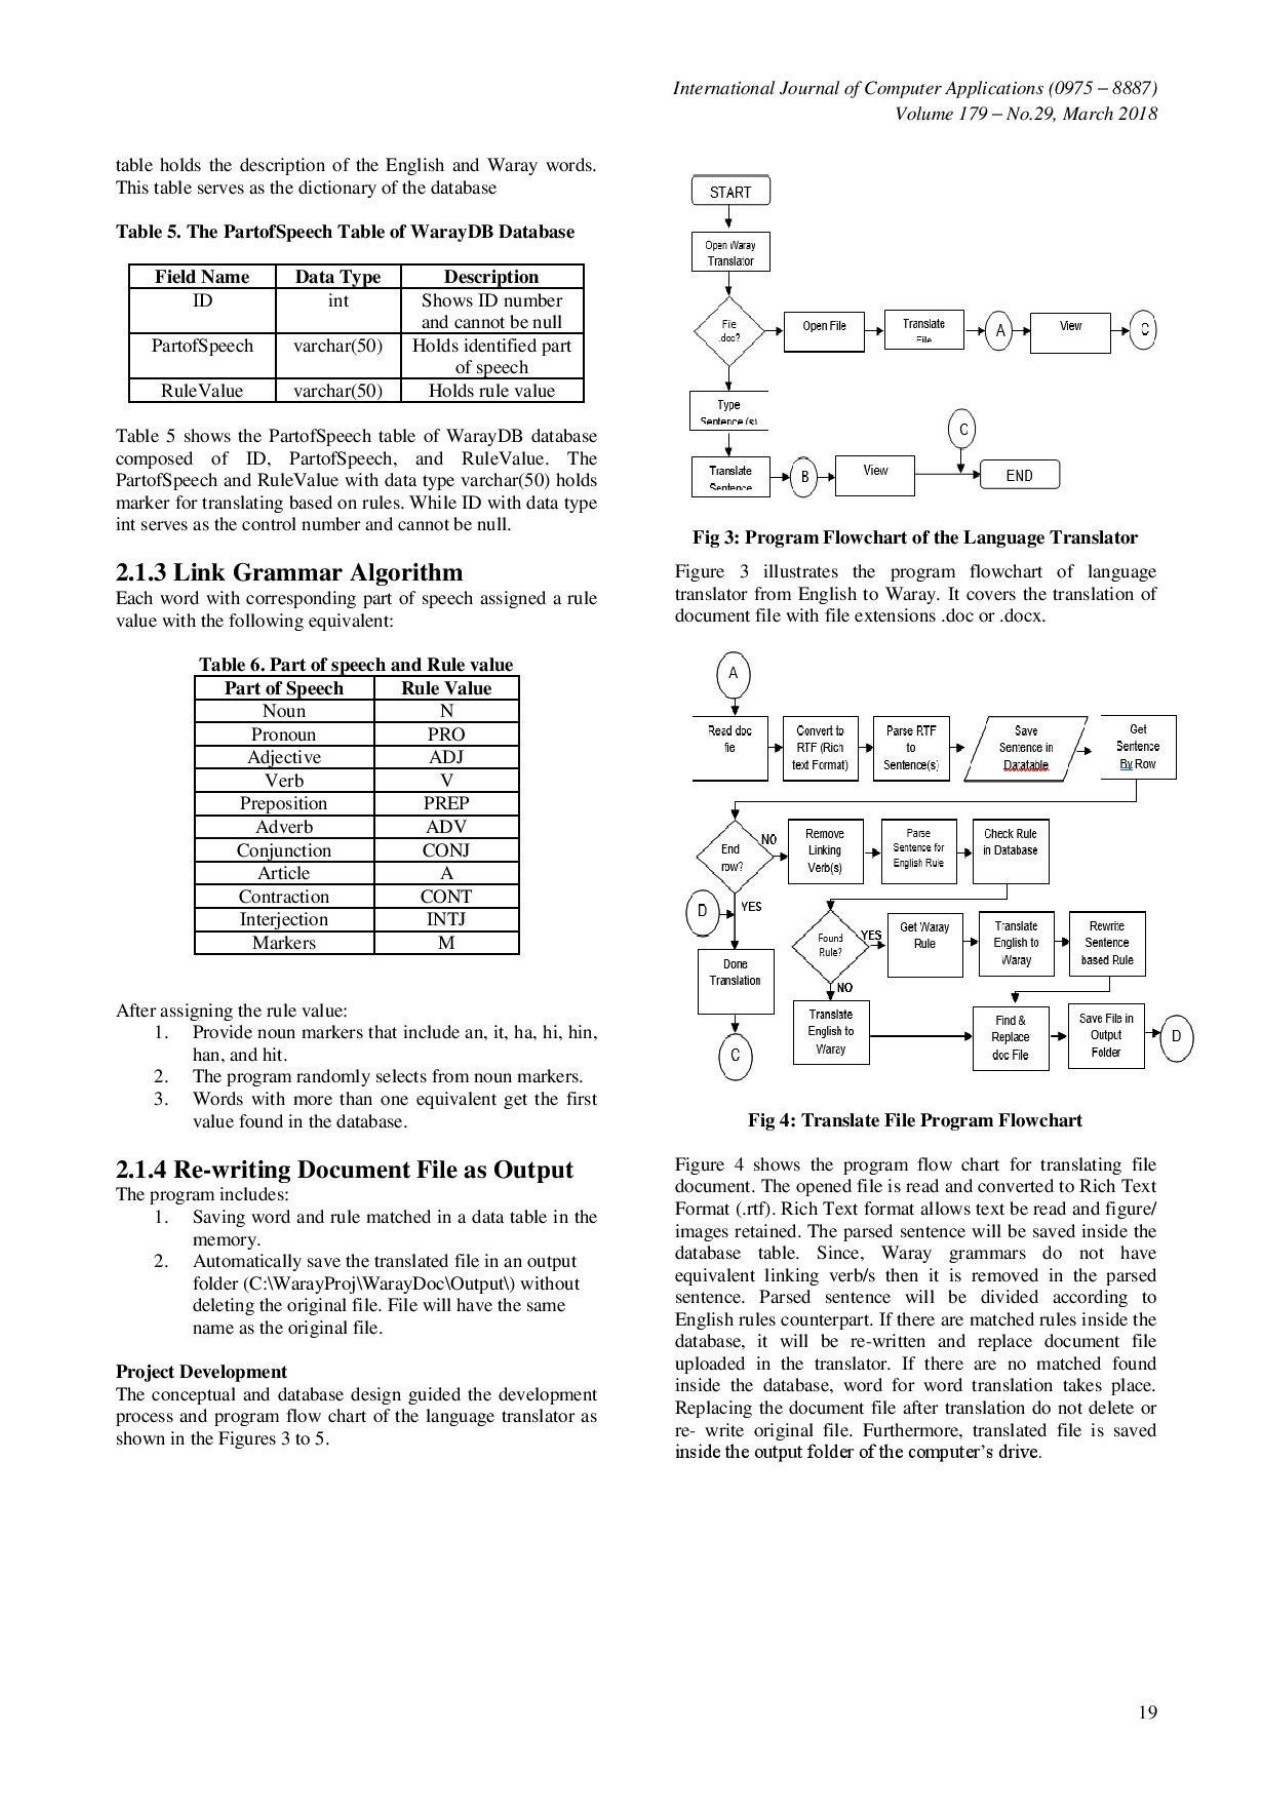 International Journal of Computer Applications (0975 – 8887)
Volume 179 – No.29, March 2018
table holds the description of the English and Waray words.
This table serves as the dictionary of the database
Table 5. The PartofSpeech Table of WarayDB Database
Field Name Data Type Description
ID int Shows ID number
and cannot be null
PartofSpeech varchar(50) Holds identified part
of speech
RuleValue varchar(50) Holds rule value
Table 5 shows the PartofSpeech table of WarayDB database
composed of ID, PartofSpeech, and RuleValue. The
PartofSpeech and RuleValue with data type varchar(50) holds
marker for translating based on rules. While ID with data type
int serves as the control number and cannot be null.
2.1.3 Link Grammar Algorithm
Each word with corresponding part of speech assigned a rule
value with the following equivalent:
Table 6. Part of speech and Rule value
Part of Speech Rule Value
Noun N
Pronoun PRO
Adjective ADJ
Verb V
Preposition PREP
Adverb ADV
Conjunction CONJ
Article A
Contraction CONT
Interjection INTJ
Markers M
After assigning the rule value:
1. Provide noun markers that include an, it, ha, hi, hin,
han, and hit.
2. The program randomly selects from noun markers.
3. Words with more than one equivalent get the first
value found in the database.
2.1.4 Re-writing Document File as Output
The program includes:
1. Saving word and rule matched in a data table in the
memory.
2. Automatically save the translated file in an output
folder (C:\WarayProj\WarayDoc\Output\) without
deleting the original file. File will have the same
name as the original file.
Project Development
The conceptual and database design guided the development
process and program flow chart of the language translator as
shown in the Figures 3 to 5.
START
Open Waray
Translator
File
.doc?
Open File
Translate
File
A
View
C
Type
Sentence (s)
C
Translate
Sentence
B
View
END
Fig 3: Program Flowchart of the Language Translator
Figure 3 illustrates the program flowchart of language
translator from English to Waray. It covers the translation of
document file with file extensions .doc or .docx.
A
Read doc
file
Convert to
RTF (Rich
text Format)
Parse RTF
to
Sentence(s)
Save
Sentence in
Datatable
Get
Sentence
By Row
End
row?
NO
Remove
Linking
Verb(s)
Parse
Sentence for
English Rule
Check Rule
in Database
D
YES
Found
Rule?
YES
Get Waray
Rule
Translate
English to
Waray
Rewrite
Sentence
based Rule
Done
Translation
NO
Translate
English to
Waray
Find &
Replace
doc File
Save File in
Output
Folder
D
C
Fig 4: Translate File Program Flowchart
Figure 4 shows the program flow chart for translating file
document. The opened file is read and converted to Rich Text
Format (.rtf). Rich Text format allows text be read and figure/
images retained. The parsed sentence will be saved inside the
database table. Since, Waray grammars do not have
equivalent linking verb/s then it is removed in the parsed
sentence. Parsed sentence will be divided according to
English rules counterpart. If there are matched rules inside the
database, it will be re-written and replace document file
uploaded in the translator. If there are no matched found
inside the database, word for word translation takes place.
Replacing the document file after translation do not delete or
re- write original file. Furthermore, translated file is saved
inside the output folder of the computer’s drive.
19